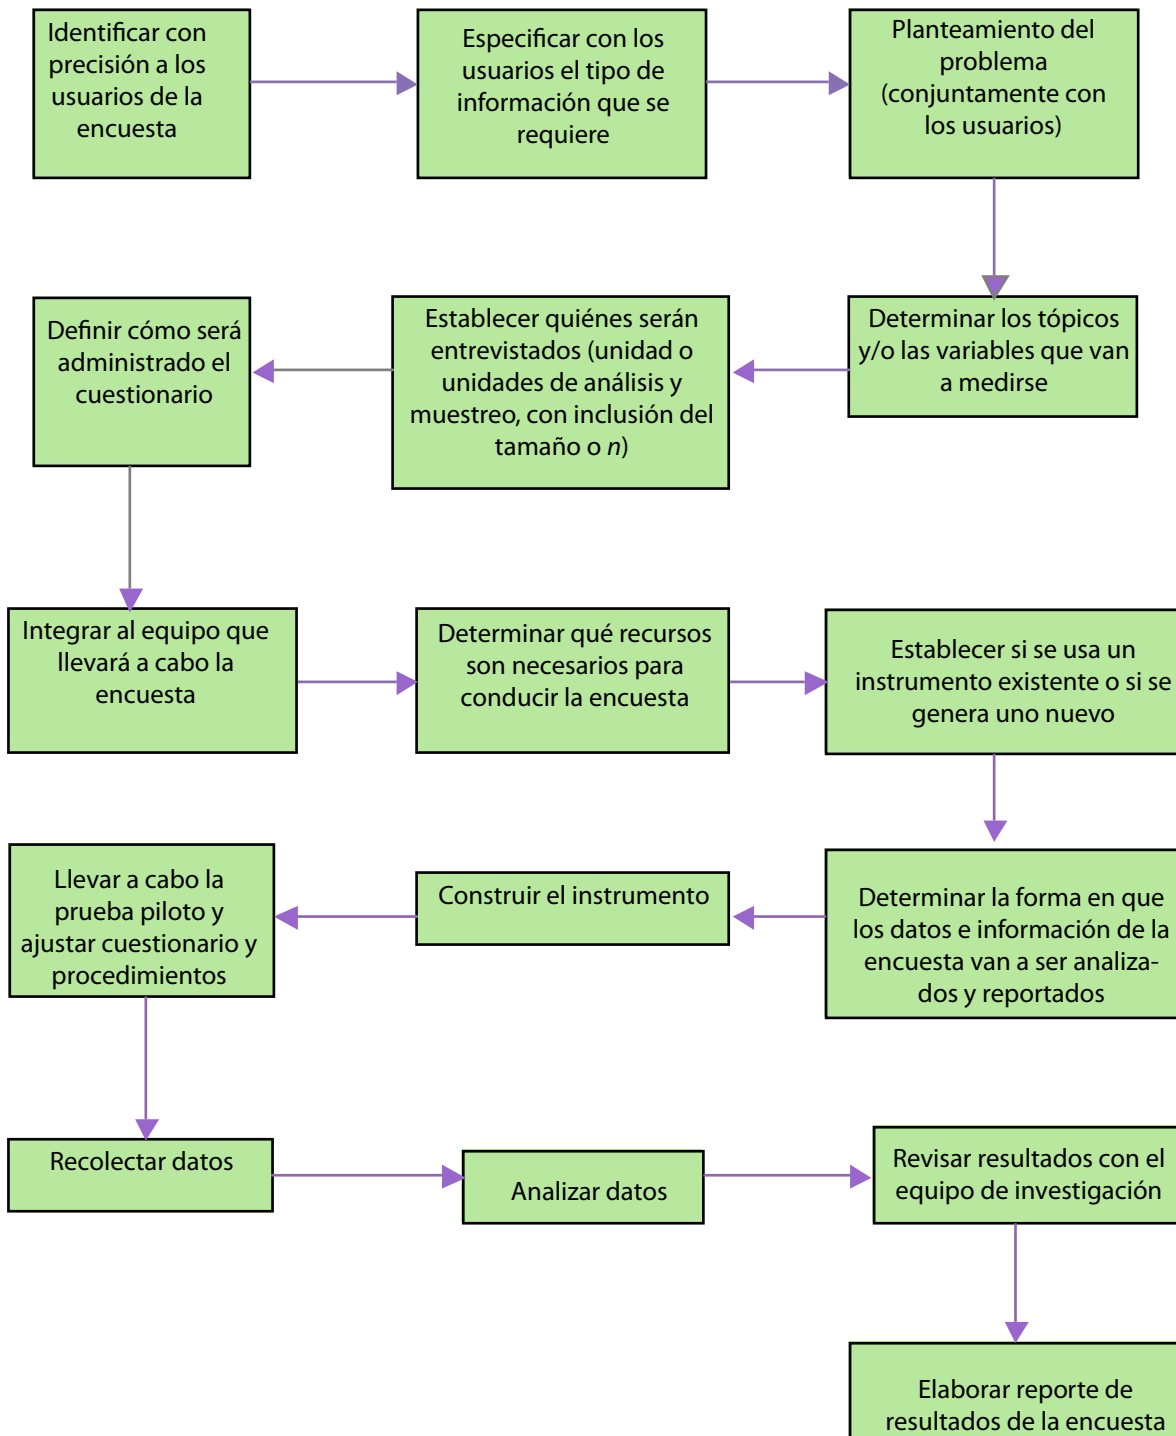 Identificar con
precisión a los
usuarios de la
encuesta
Especificar con los
usuarios el tipo de
información que se
requiere
Planteamiento del
problema
(conjuntamente con
los usuarios)
Determinar los tópicos
y/o las variables que van
a medirse
Establecer quiénes serán
entrevistados (unidad o
unidades de análisis y
muestreo, con inclusión del
tamaño o n)
Definir cómo será
administrado el
cuestionario
Integrar al equipo que
llevará a cabo la
encuesta
Determinar qué recursos
son necesarios para
conducir la encuesta
Establecer si se usa un
instrumento existente o si se
genera uno nuevo
Determinar la forma en que
los datos e información de la
encuesta van a ser analiza-
dos y reportados
Construir el instrumento
Llevar a cabo la
prueba piloto y
ajustar cuestionario y
procedimientos
Recolectar datos
Analizar datos
Revisar resultados con el
equipo de investigación
Elaborar reporte de
resultados de la encuesta